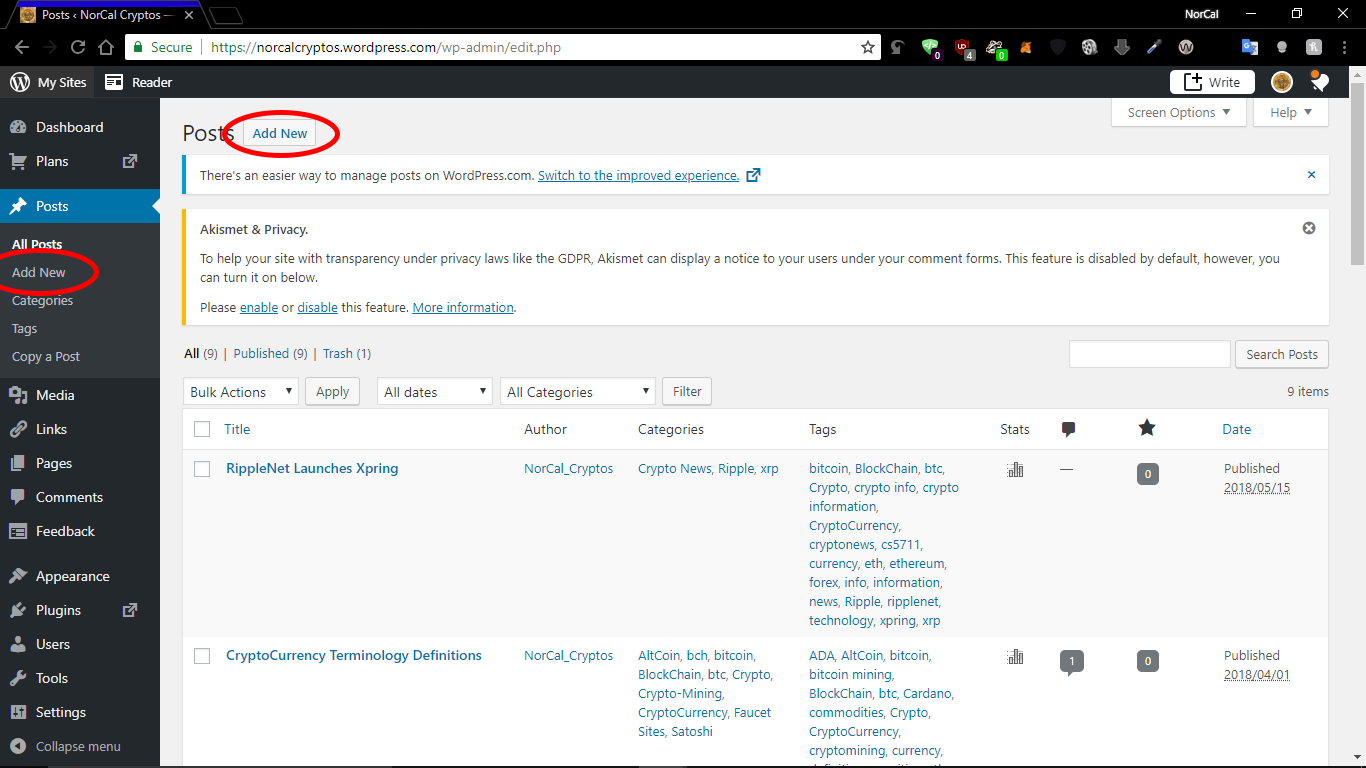 Posts ‹ NorCal Cryptos —
NorCal
Secure
https://norcalcryptos.wordpress.com/wp-admin/edit.php
0
4
0
My Sites
Reader
Write
Dashboard
Plans
Posts
All Posts
Add New
Categories
Tags
Copy a Post
Media
Links
Pages
Comments
Feedback
Appearance
Plugins
Users
Tools
Settings
Collapse menu
Screen Options
Help
Posts
Add New
There's an easier way to manage posts on WordPress.com. Switch to the improved experience.
Akismet & Privacy.
To help your site with transparency under privacy laws like the GDPR, Akismet can display a notice to your users under your comment forms. This feature is disabled by default, however, you
can turn it on below.
Please enable or disable this feature. More information.
All (9) | Published (9) | Trash (1)
Search Posts
Bulk Actions
Apply
All dates
All Categories
Filter
9 items
Title
Author
Categories
Tags
Stats
Date
RippleNet Launches Xpring
NorCal_Cryptos
Crypto News, Ripple, xrp
bitcoin, BlockChain, btc,
Crypto, crypto info, crypto
information,
CryptoCurrency,
cryptonews, cs5711,
currency, eth, ethereum,
forex, info, information,
news, Ripple, ripplenet,
technology, xpring, xrp
—
0
Published
2018/05/15
CryptoCurrency Terminology Definitions
NorCal_Cryptos
AltCoin, bch, bitcoin,
BlockChain, btc, Crypto,
Crypto-Mining,
CryptoCurrency, Faucet
Sites, Satoshi
ADA, AltCoin, bitcoin,
bitcoin mining,
BlockChain, btc, Cardano,
commodities, Crypto,
CryptoCurrency,
cryptomining, currency,
1
0
Published
2018/04/01